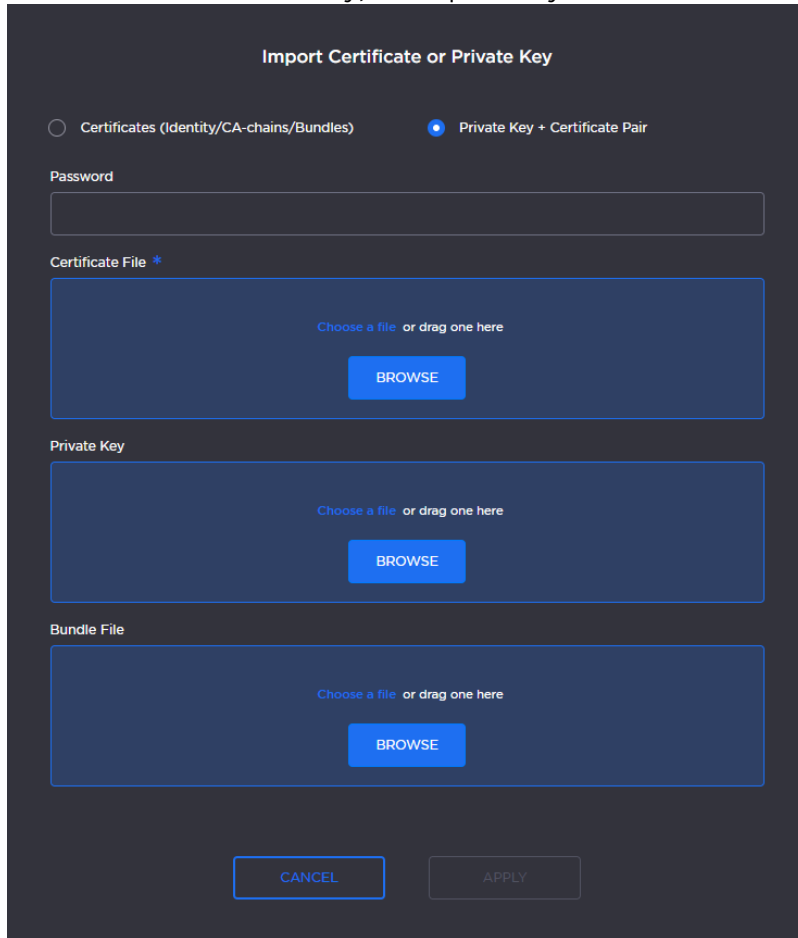 Import Certificate or Private Key
Certificates (Identity/CA-chains/Bundles) Private Key + Certificate Pair
Password
Certificate File *
Choose a file or drag one here
BROWSE
Private Key
Choose a file or drag one here
BROWSE
Bundle File
Choose a file or drag one here
BROWSE
CANCEL APPLY